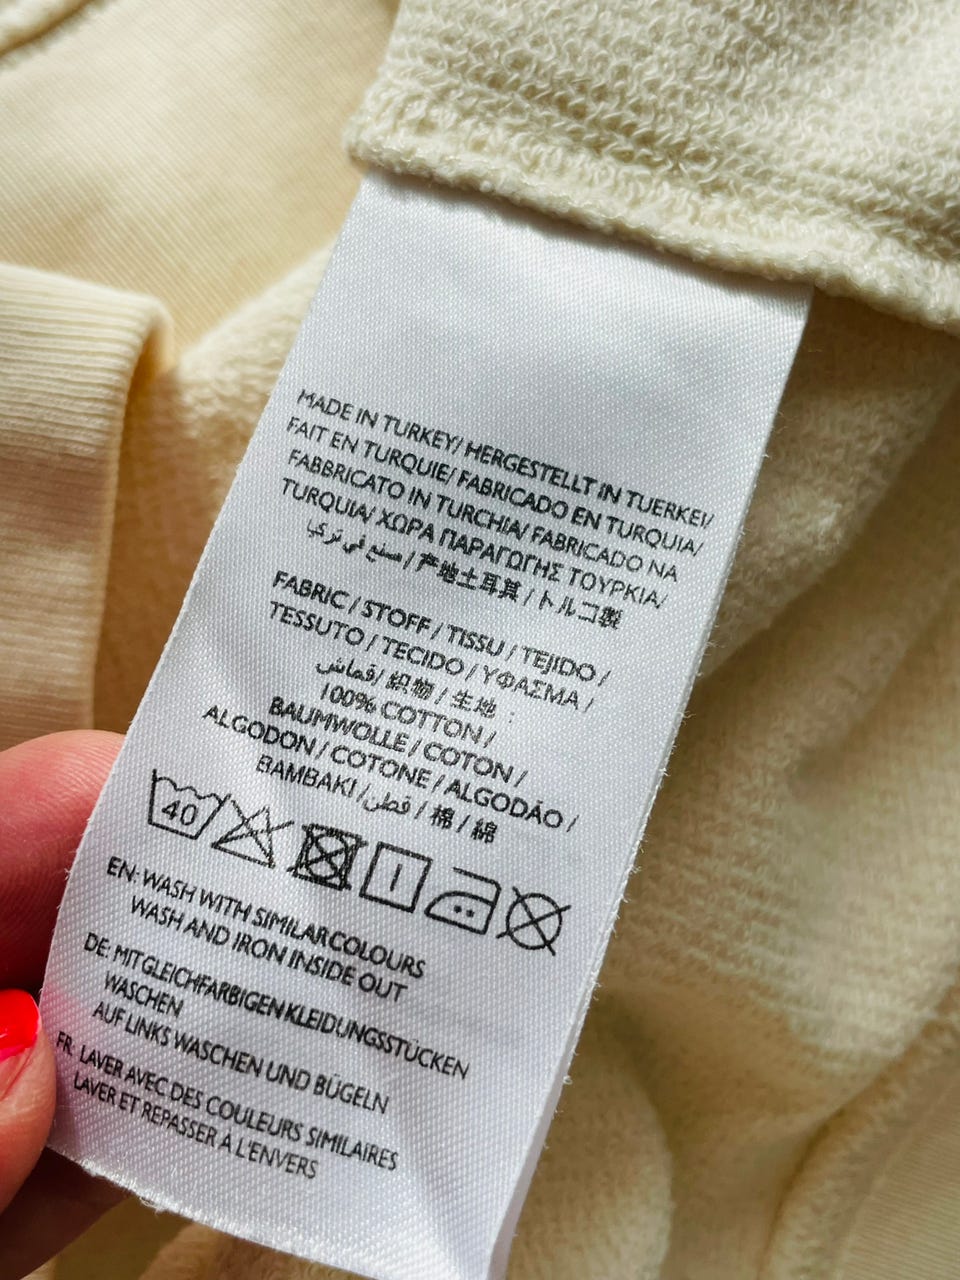 MADE IN TURKEY/ HERGESTELLT IN TUERKEI/
FAIT EN TURQUIE/ FABRICADO EN TURQUIA/
FABBRICATO IN TURCHIA/ FABRICADO NA
TURQUIA/ ΧΩΡΑ ΠΑΡΑΓΩΓΗΣ ΤΟΥΡΚΙΑ/
صنع في تركيا / 产地土耳其 / トルコ製
FABRIC / STOFF / TISSU / TEJIDO /
TESSUTO / TECIDO / ΥΦΑΣΜΑ /
قماش/ 織物 / 生地 :
100% COTTON /
BAUMWOLLE / COTON /
ALGODON / COTONE / ALGODÃO /
BAMBAKI / قطن / 棉 / 綿
40
EN: WASH WITH SIMILAR COLOURS
WASH AND IRON INSIDE OUT
DE: MIT GLEICHFARBIGEN KLEIDUNGSSTÜCKEN
WASCHEN
AUF LINKS WASCHEN UND BÜGELN
FR: LAVER AVEC DES COULEURS SIMILAIRES
LAVER ET REPASSER À L'ENVERS